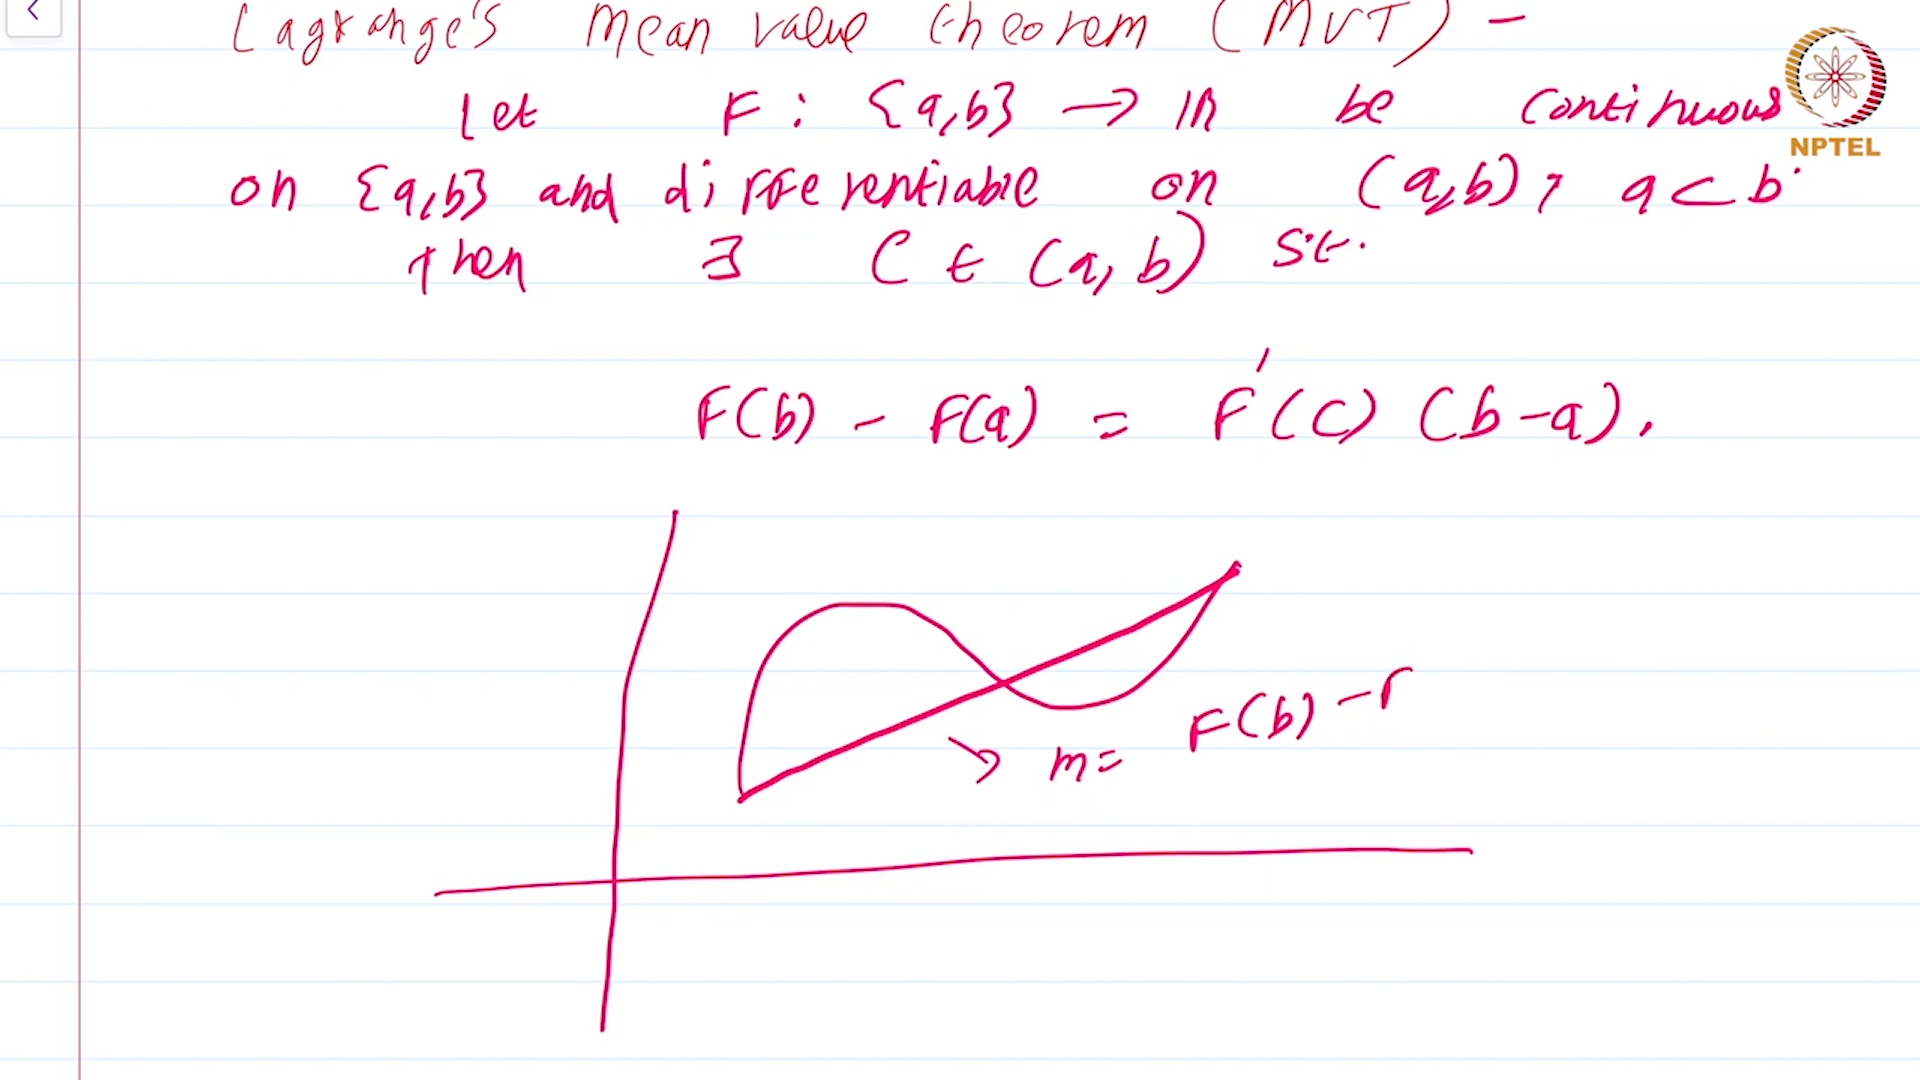 Lagrange's Mean value theorem (MVT) -
Let F : [a,b] → ℝ be continuous
on [a,b] and differentiable on (a,b), a < b.
then ∃ c ∈ (a,b) s.t.
F(b) - F(a) = F'(c) (b-a).
→ m = F(b) - F
NPTEL